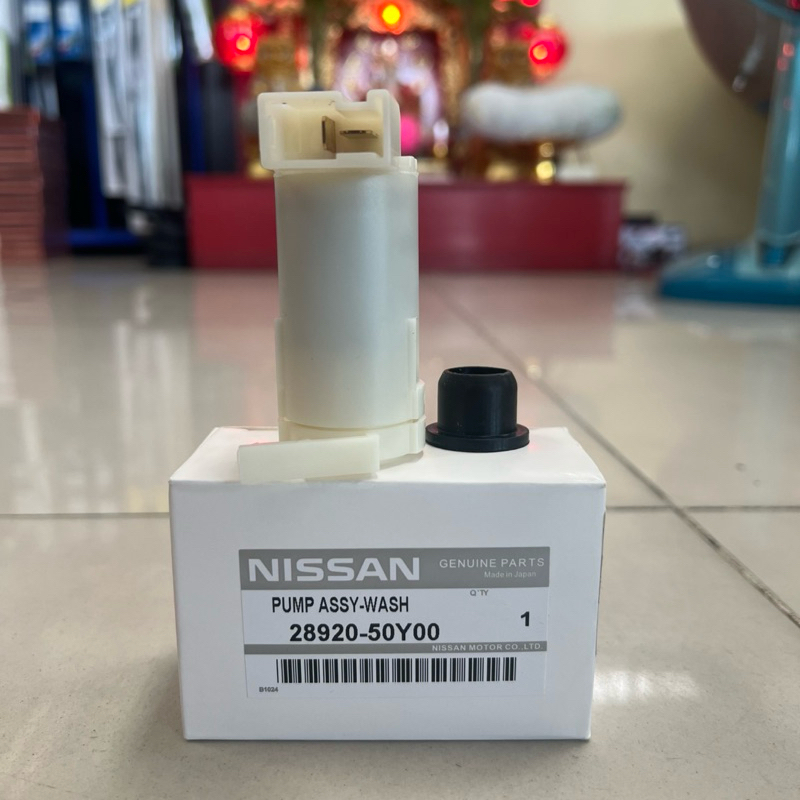 NISSAN GENUINE PARTS
Made in Japan
PUMP ASSY-WASH Q'TY
28920-50Y00 1
NISSAN MOTOR CO.,LTD.
B1024